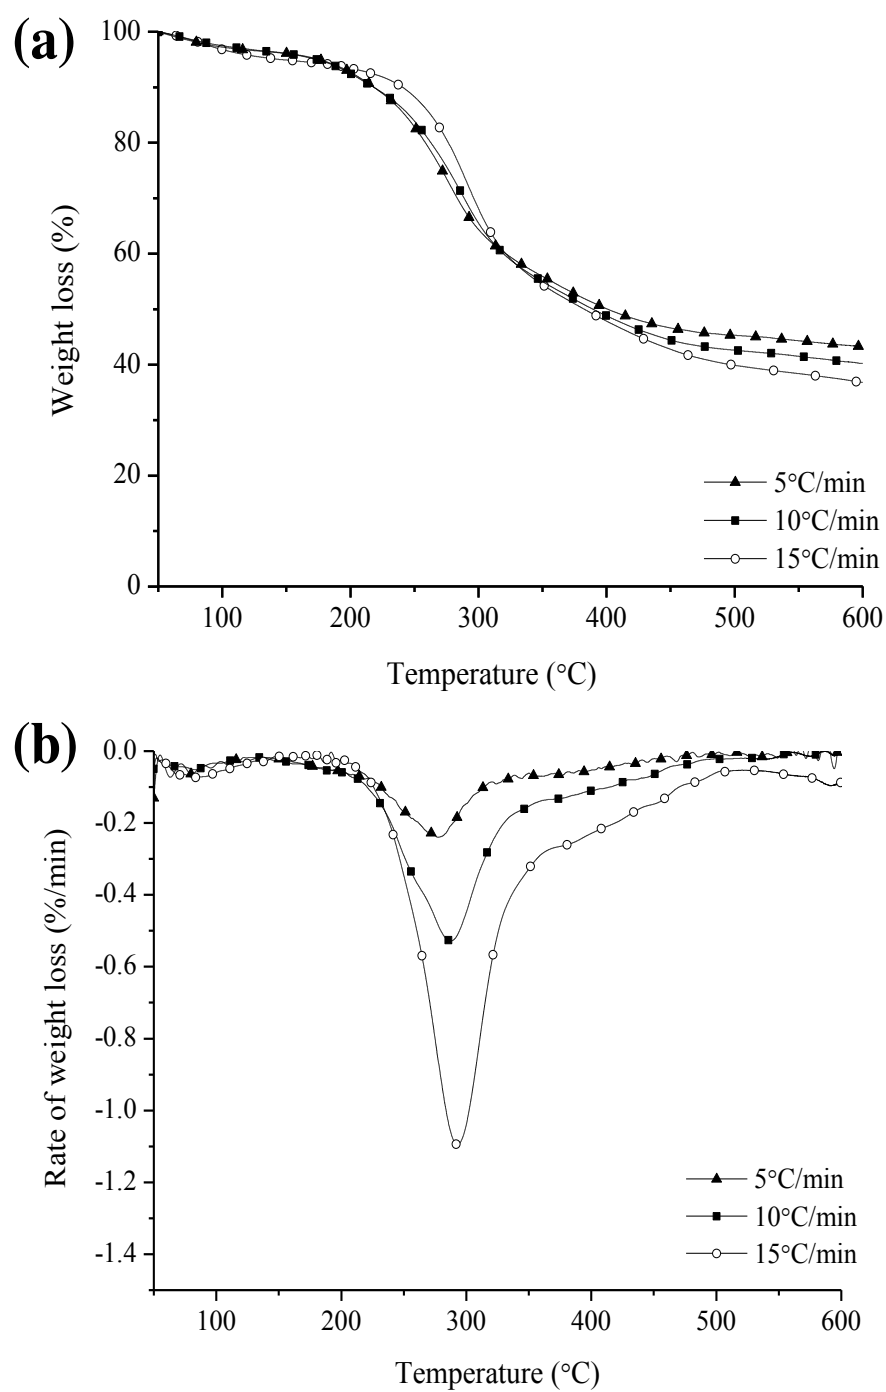 (a)
100
80
60
40
20
0
Weight loss (%)
5°C/min
10°C/min
15°C/min
100 200 300 400 500 600
Temperature (°C)
(b)
0.0
-0.2
-0.4
-0.6
-0.8
-1.0
-1.2
-1.4
Rate of weight loss (%/min)
5°C/min
10°C/min
15°C/min
100 200 300 400 500 600
Temperature (°C)